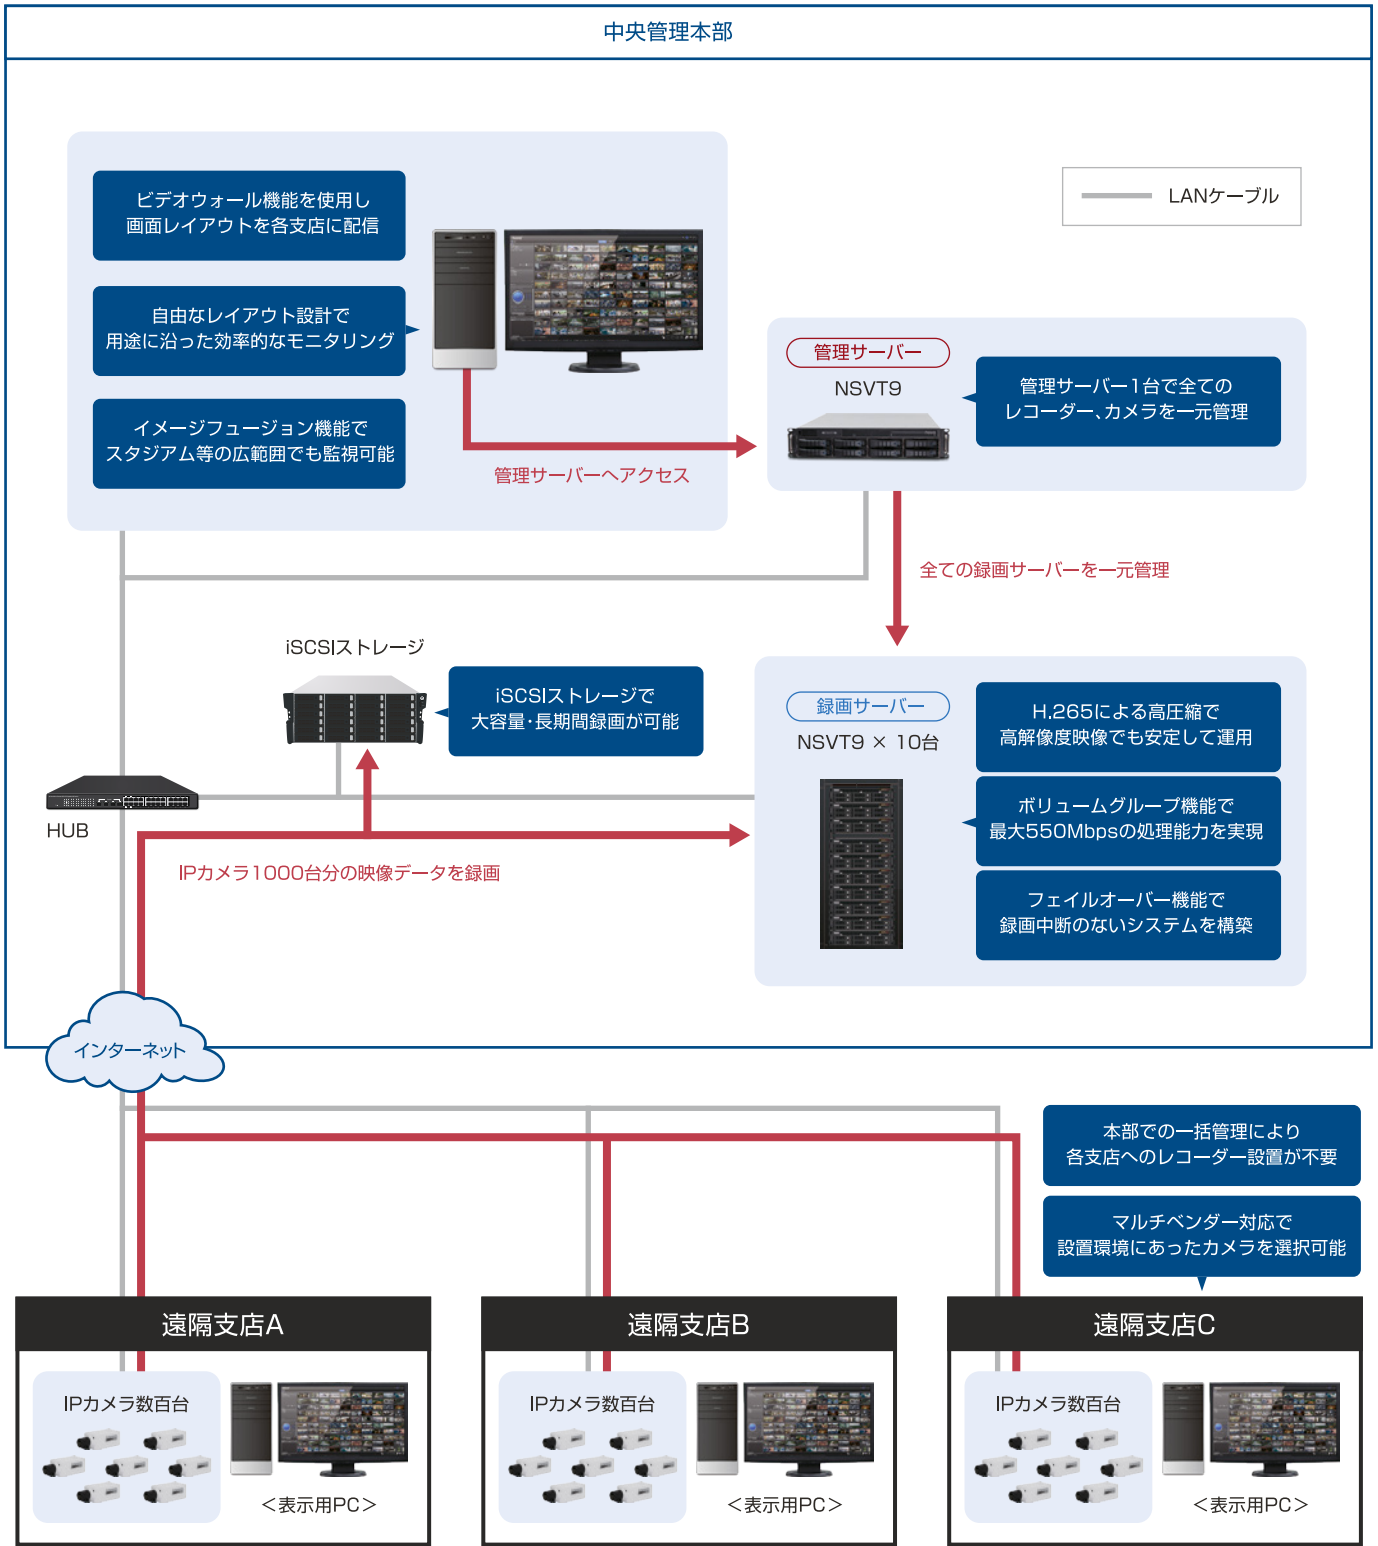 中央管理本部
ビデオウォール機能を使用し
画面レイアウトを各支店に配信
自由なレイアウト設計で
用途に沿った効率的なモニタリング
イメージフュージョン機能で
スタジアム等の広範囲でも監視可能
管理サーバーへアクセス
LANケーブル
管理サーバー
NSVT9
管理サーバー1台で全ての
レコーダー、カメラを一元管理
全ての録画サーバーを一元管理
iSCSIストレージ
iSCSIストレージで
大容量・長期間録画が可能
録画サーバー
NSVT9 × 10台
H.265による高圧縮で
高解像度映像でも安定して運用
ボリュームグループ機能で
最大550Mbpsの処理能力を実現
フェイルオーバー機能で
録画中断のないシステムを構築
HUB
IPカメラ1000台分の映像データを録画
インターネット
本部での一括管理により
各支店へのレコーダー設置が不要
マルチベンダー対応で
設置環境にあったカメラを選択可能
遠隔支店A
IPカメラ数百台
＜表示用PC＞
遠隔支店B
IPカメラ数百台
＜表示用PC＞
遠隔支店C
IPカメラ数百台
＜表示用PC＞